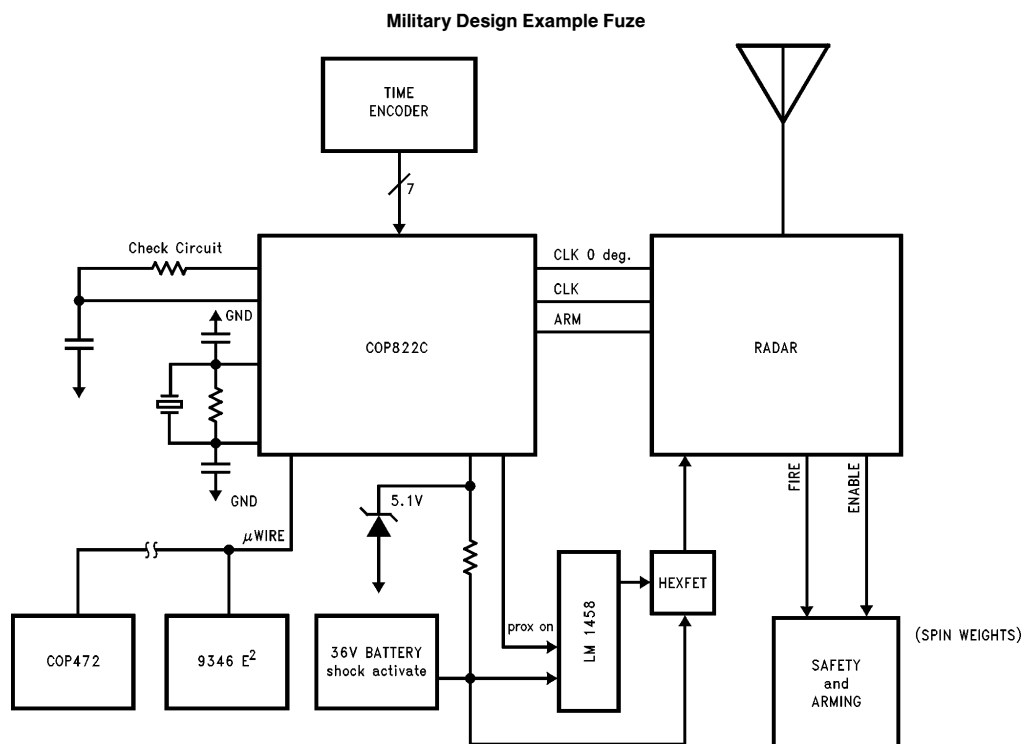 Military Design Example Fuze
TIME
ENCODER
7
Check Circuit
GND
COP822C
CLK 0 deg.
CLK
ARM
RADAR
GND
μWIRE
5.1V
FIRE
ENABLE
COP472
9346 E²
36V BATTERY
shock activate
prox on
LM 1458
HEXFET
SAFETY
and
ARMING
(SPIN WEIGHTS)